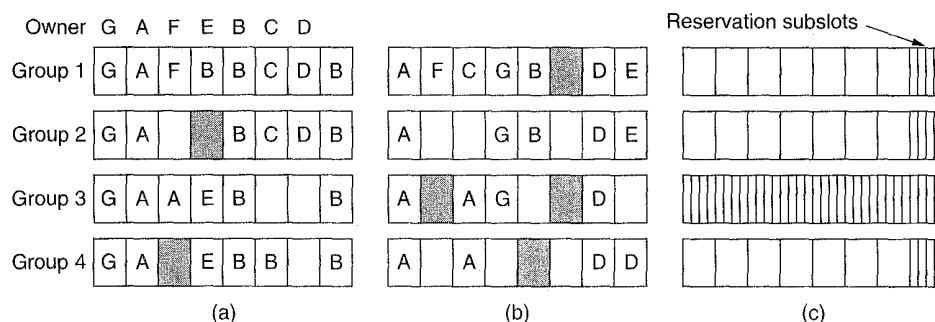 Owner G A F E B C D
Reservation subslots
Group 1 G A F B B C D B A F C G B D E
Group 2 G A B C D B A G B D E
Group 3 G A A E B B A A G D
Group 4 G A E B B B A A D D
(a) (b) (c)